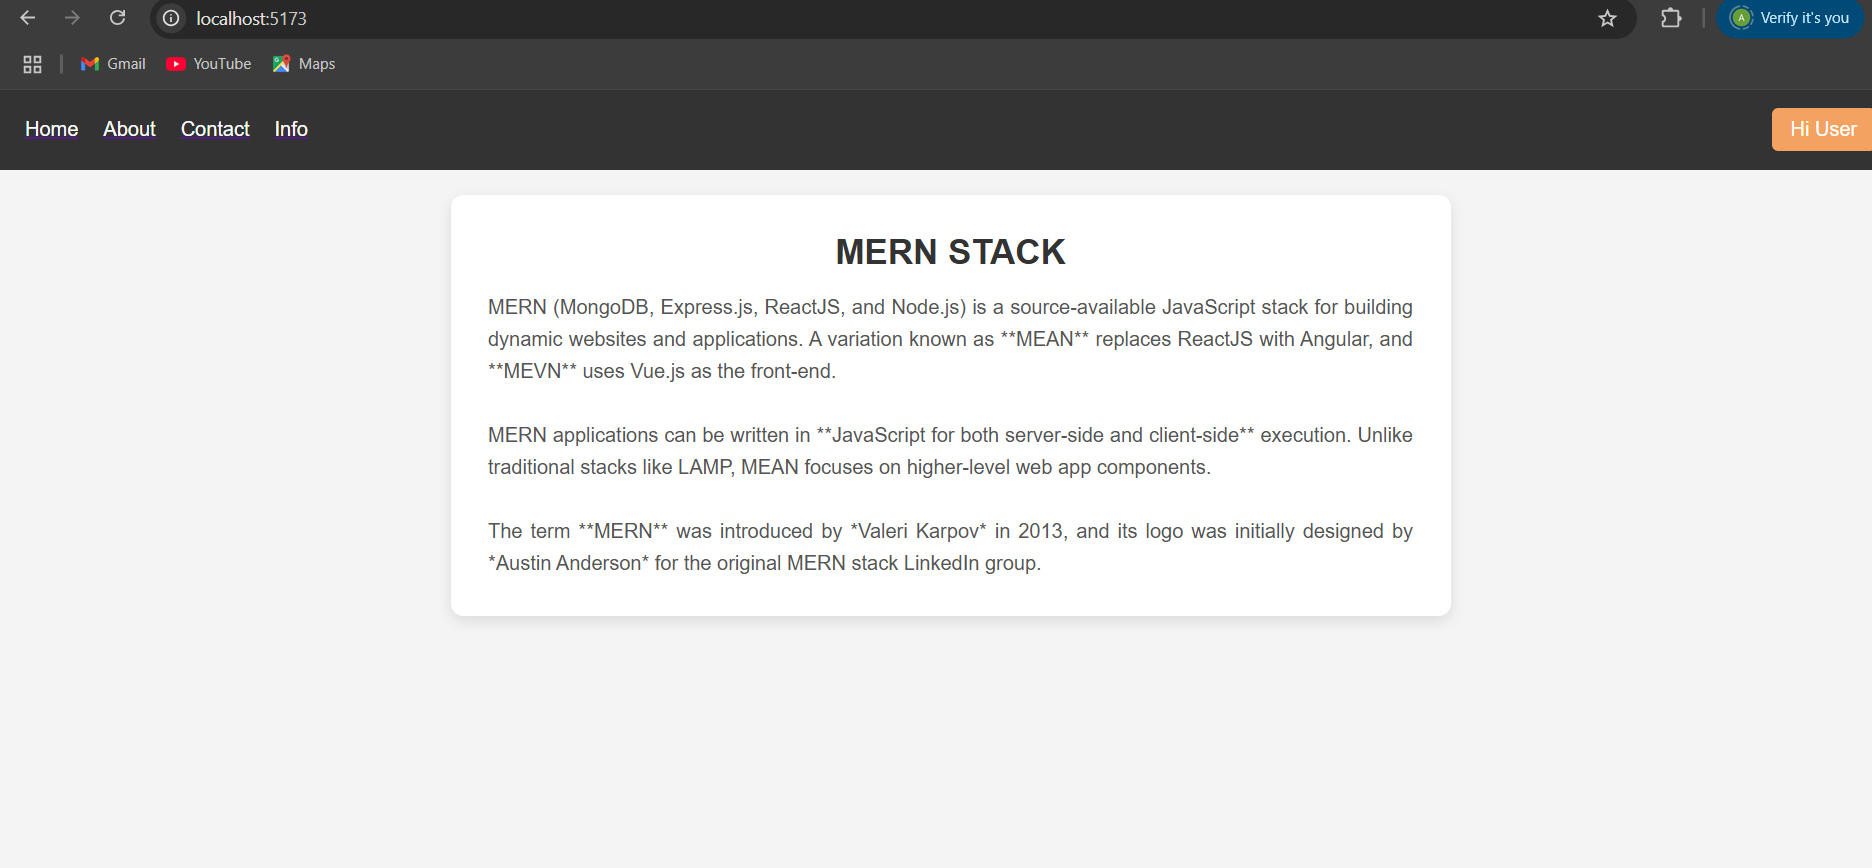 localhost:5173
A
Verify it's you
Gmail
YouTube
Maps
Home
About
Contact
Info
Hi User
MERN STACK
MERN (MongoDB, Express.js, ReactJS, and Node.js) is a source-available JavaScript stack for building
dynamic websites and applications. A variation known as **MEAN** replaces ReactJS with Angular, and
**MEVN** uses Vue.js as the front-end.
MERN applications can be written in **JavaScript for both server-side and client-side** execution. Unlike
traditional stacks like LAMP, MEAN focuses on higher-level web app components.
The term **MERN** was introduced by *Valeri Karpov* in 2013, and its logo was initially designed by
*Austin Anderson* for the original MERN stack LinkedIn group.